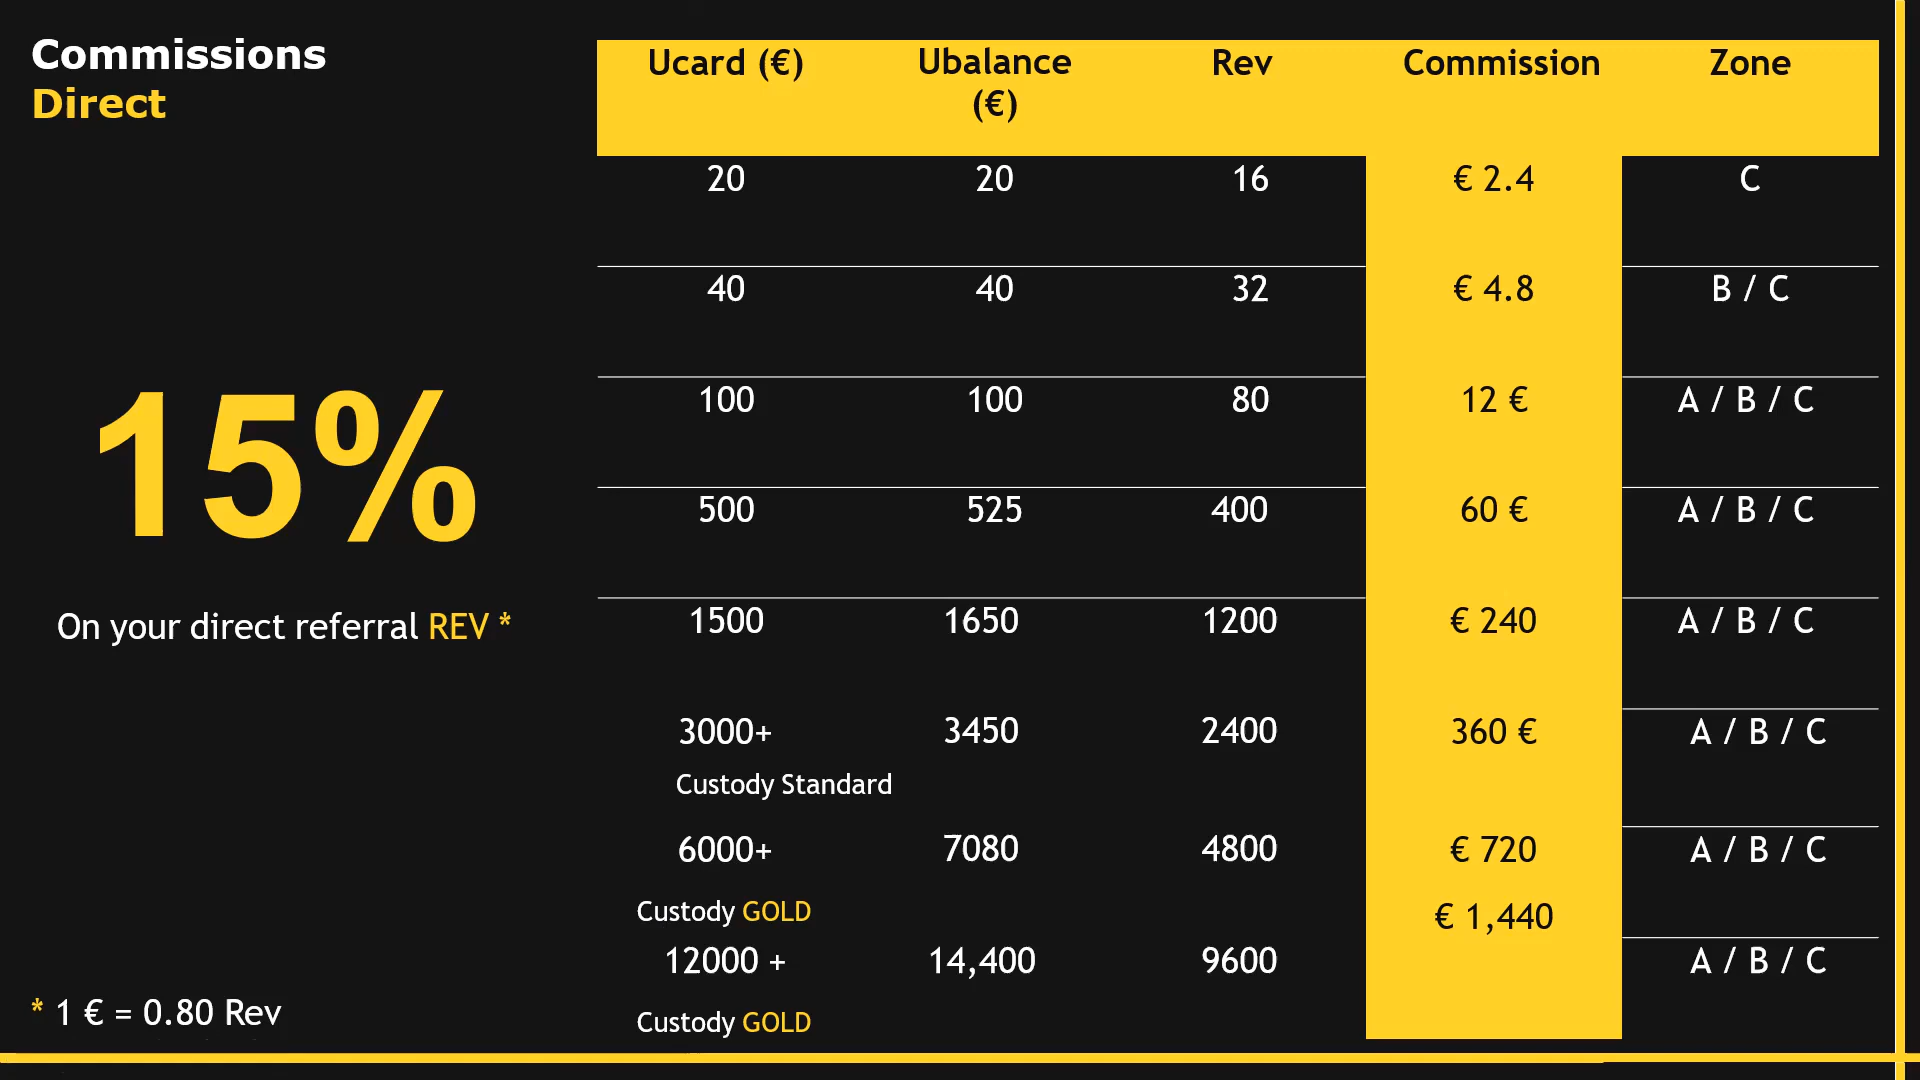 Commissions
Direct
15%
On your direct referral REV *
* 1 € = 0.80 Rev
Ucard (€) Ubalance (€) Rev Commission Zone
20 20 16 € 2.4 C
40 40 32 € 4.8 B / C
100 100 80 12 € A / B / C
500 525 400 60 € A / B / C
1500 1650 1200 € 240 A / B / C
3000+ 3450 2400 360 € A / B / C
Custody Standard
6000+ 7080 4800 € 720 A / B / C
Custody GOLD
€ 1,440
12000 + 14,400 9600 A / B / C
Custody GOLD